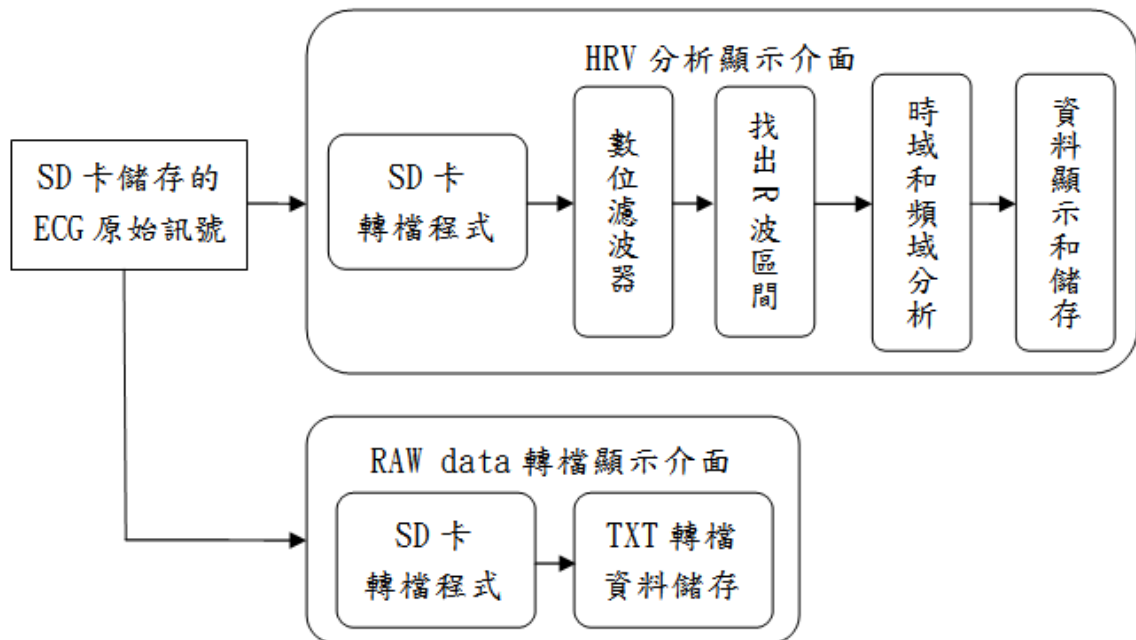 HRV 分析顯示介面
SD 卡儲存的
ECG 原始訊號
SD 卡
轉檔程式
數位濾波器
找出 R 波區間
時域和頻域分析
資料顯示和儲存
RAW data 轉檔顯示介面
SD 卡
轉檔程式
TXT 轉檔
資料儲存